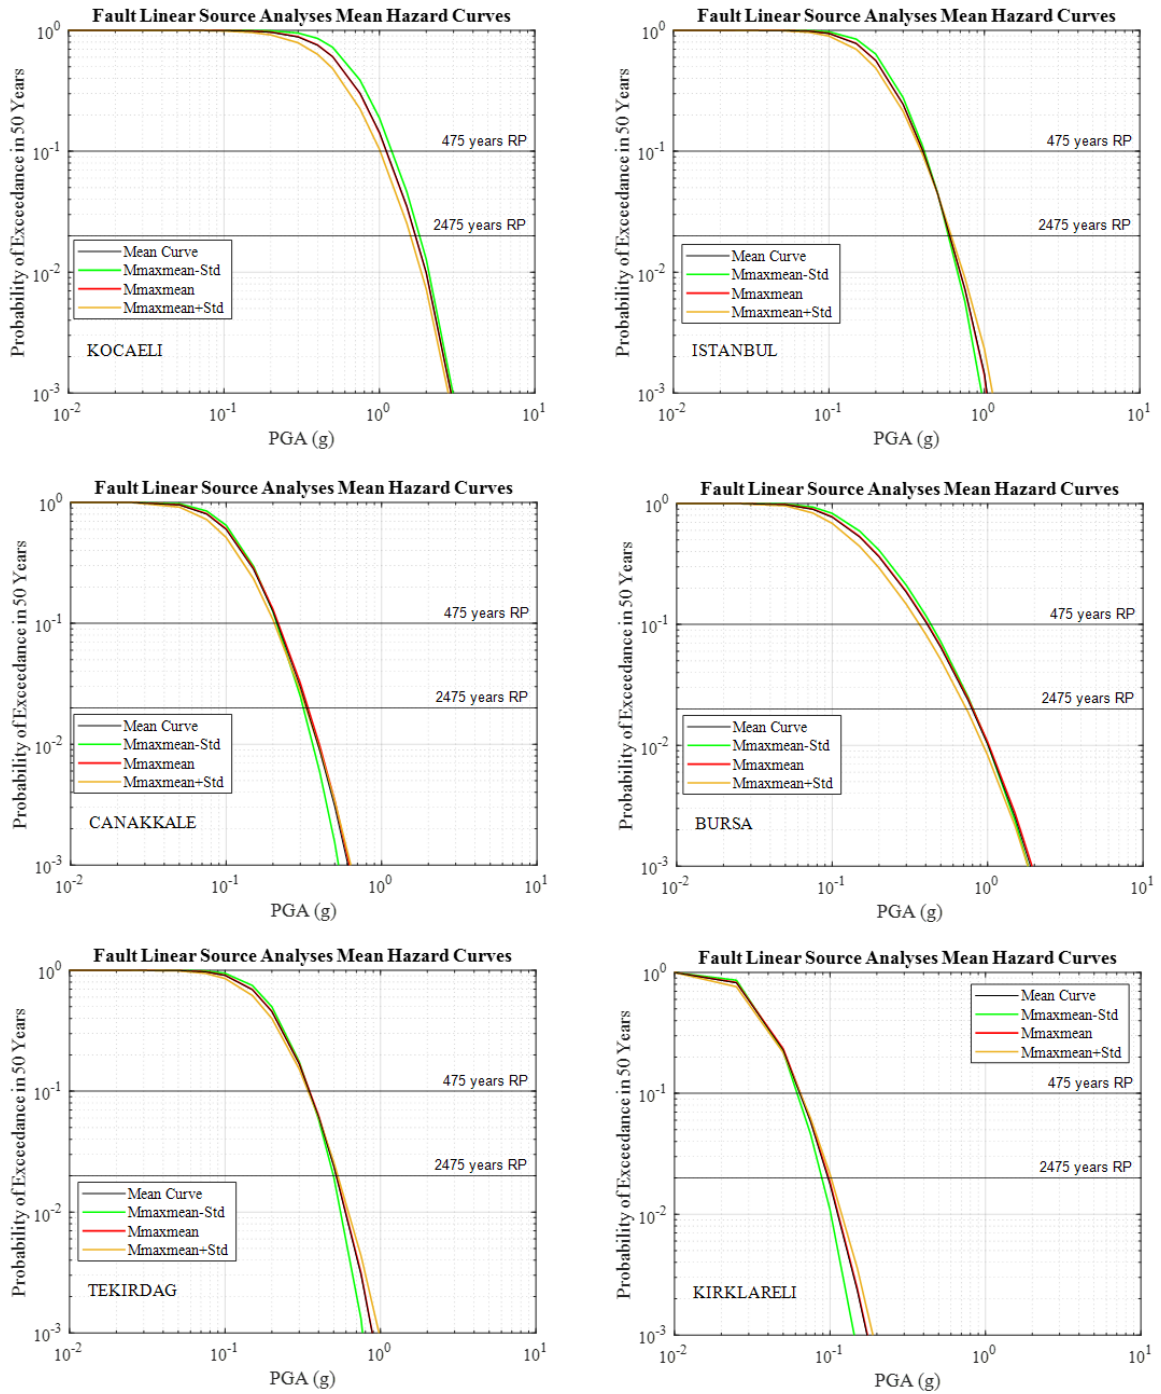 Fault Linear Source Analyses Mean Hazard Curves
Probability of Exceedance in 50 Years
10^0
10^-1
10^-2
10^-3
475 years RP
2475 years RP
Mean Curve
Mmaxmean-Std
Mmaxmean
Mmaxmean+Std
KOCAELI
10^-2
10^-1
10^0
10^1
PGA (g)
Fault Linear Source Analyses Mean Hazard Curves
Probability of Exceedance in 50 Years
10^0
10^-1
10^-2
10^-3
475 years RP
2475 years RP
Mean Curve
Mmaxmean-Std
Mmaxmean
Mmaxmean+Std
ISTANBUL
10^-2
10^-1
10^0
10^1
PGA (g)
Fault Linear Source Analyses Mean Hazard Curves
Probability of Exceedance in 50 Years
10^0
10^-1
10^-2
10^-3
475 years RP
2475 years RP
Mean Curve
Mmaxmean-Std
Mmaxmean
Mmaxmean+Std
CANAKKALE
10^-2
10^-1
10^0
10^1
PGA (g)
Fault Linear Source Analyses Mean Hazard Curves
Probability of Exceedance in 50 Years
10^0
10^-1
10^-2
10^-3
475 years RP
2475 years RP
Mean Curve
Mmaxmean-Std
Mmaxmean
Mmaxmean+Std
BURSA
10^-2
10^-1
10^0
10^1
PGA (g)
Fault Linear Source Analyses Mean Hazard Curves
Probability of Exceedance in 50 Years
10^0
10^-1
10^-2
10^-3
475 years RP
2475 years RP
Mean Curve
Mmaxmean-Std
Mmaxmean
Mmaxmean+Std
TEKIRDAG
10^-2
10^-1
10^0
10^1
PGA (g)
Fault Linear Source Analyses Mean Hazard Curves
Probability of Exceedance in 50 Years
10^0
10^-1
10^-2
10^-3
Mean Curve
Mmaxmean-Std
Mmaxmean
Mmaxmean+Std
475 years RP
2475 years RP
KIRKLARELI
10^-2
10^-1
10^0
10^1
PGA (g)